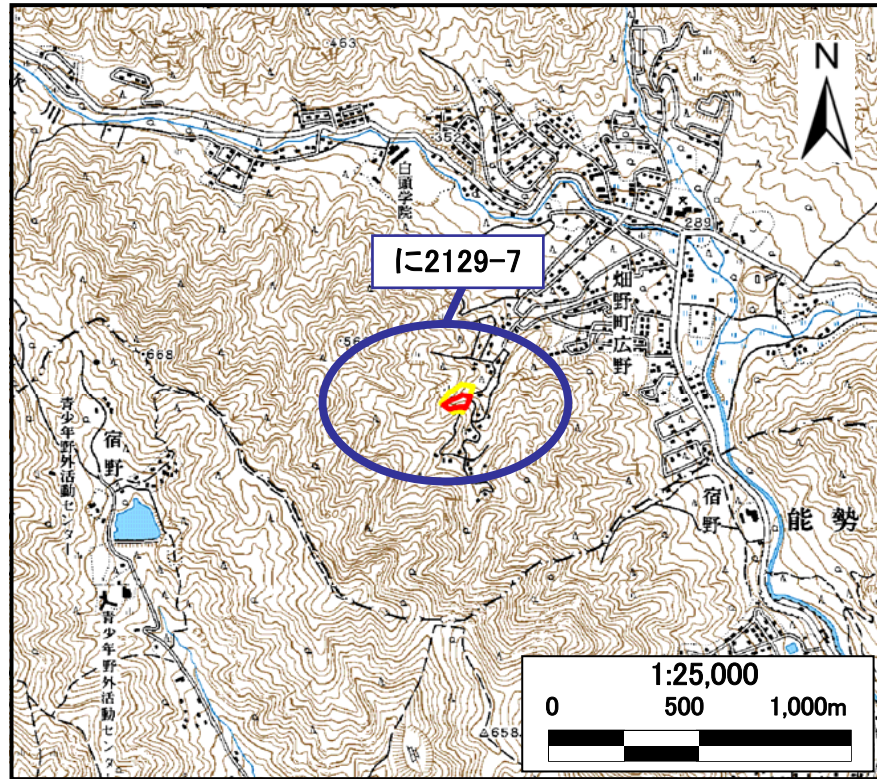 463
N
352
白頭学院
289
に2129-7
畑野町広野
56
668
青少年野外活動センター
宿野
宿野
能勢
青少年野外活動センター
658
1:25,000
0 500 1,000m